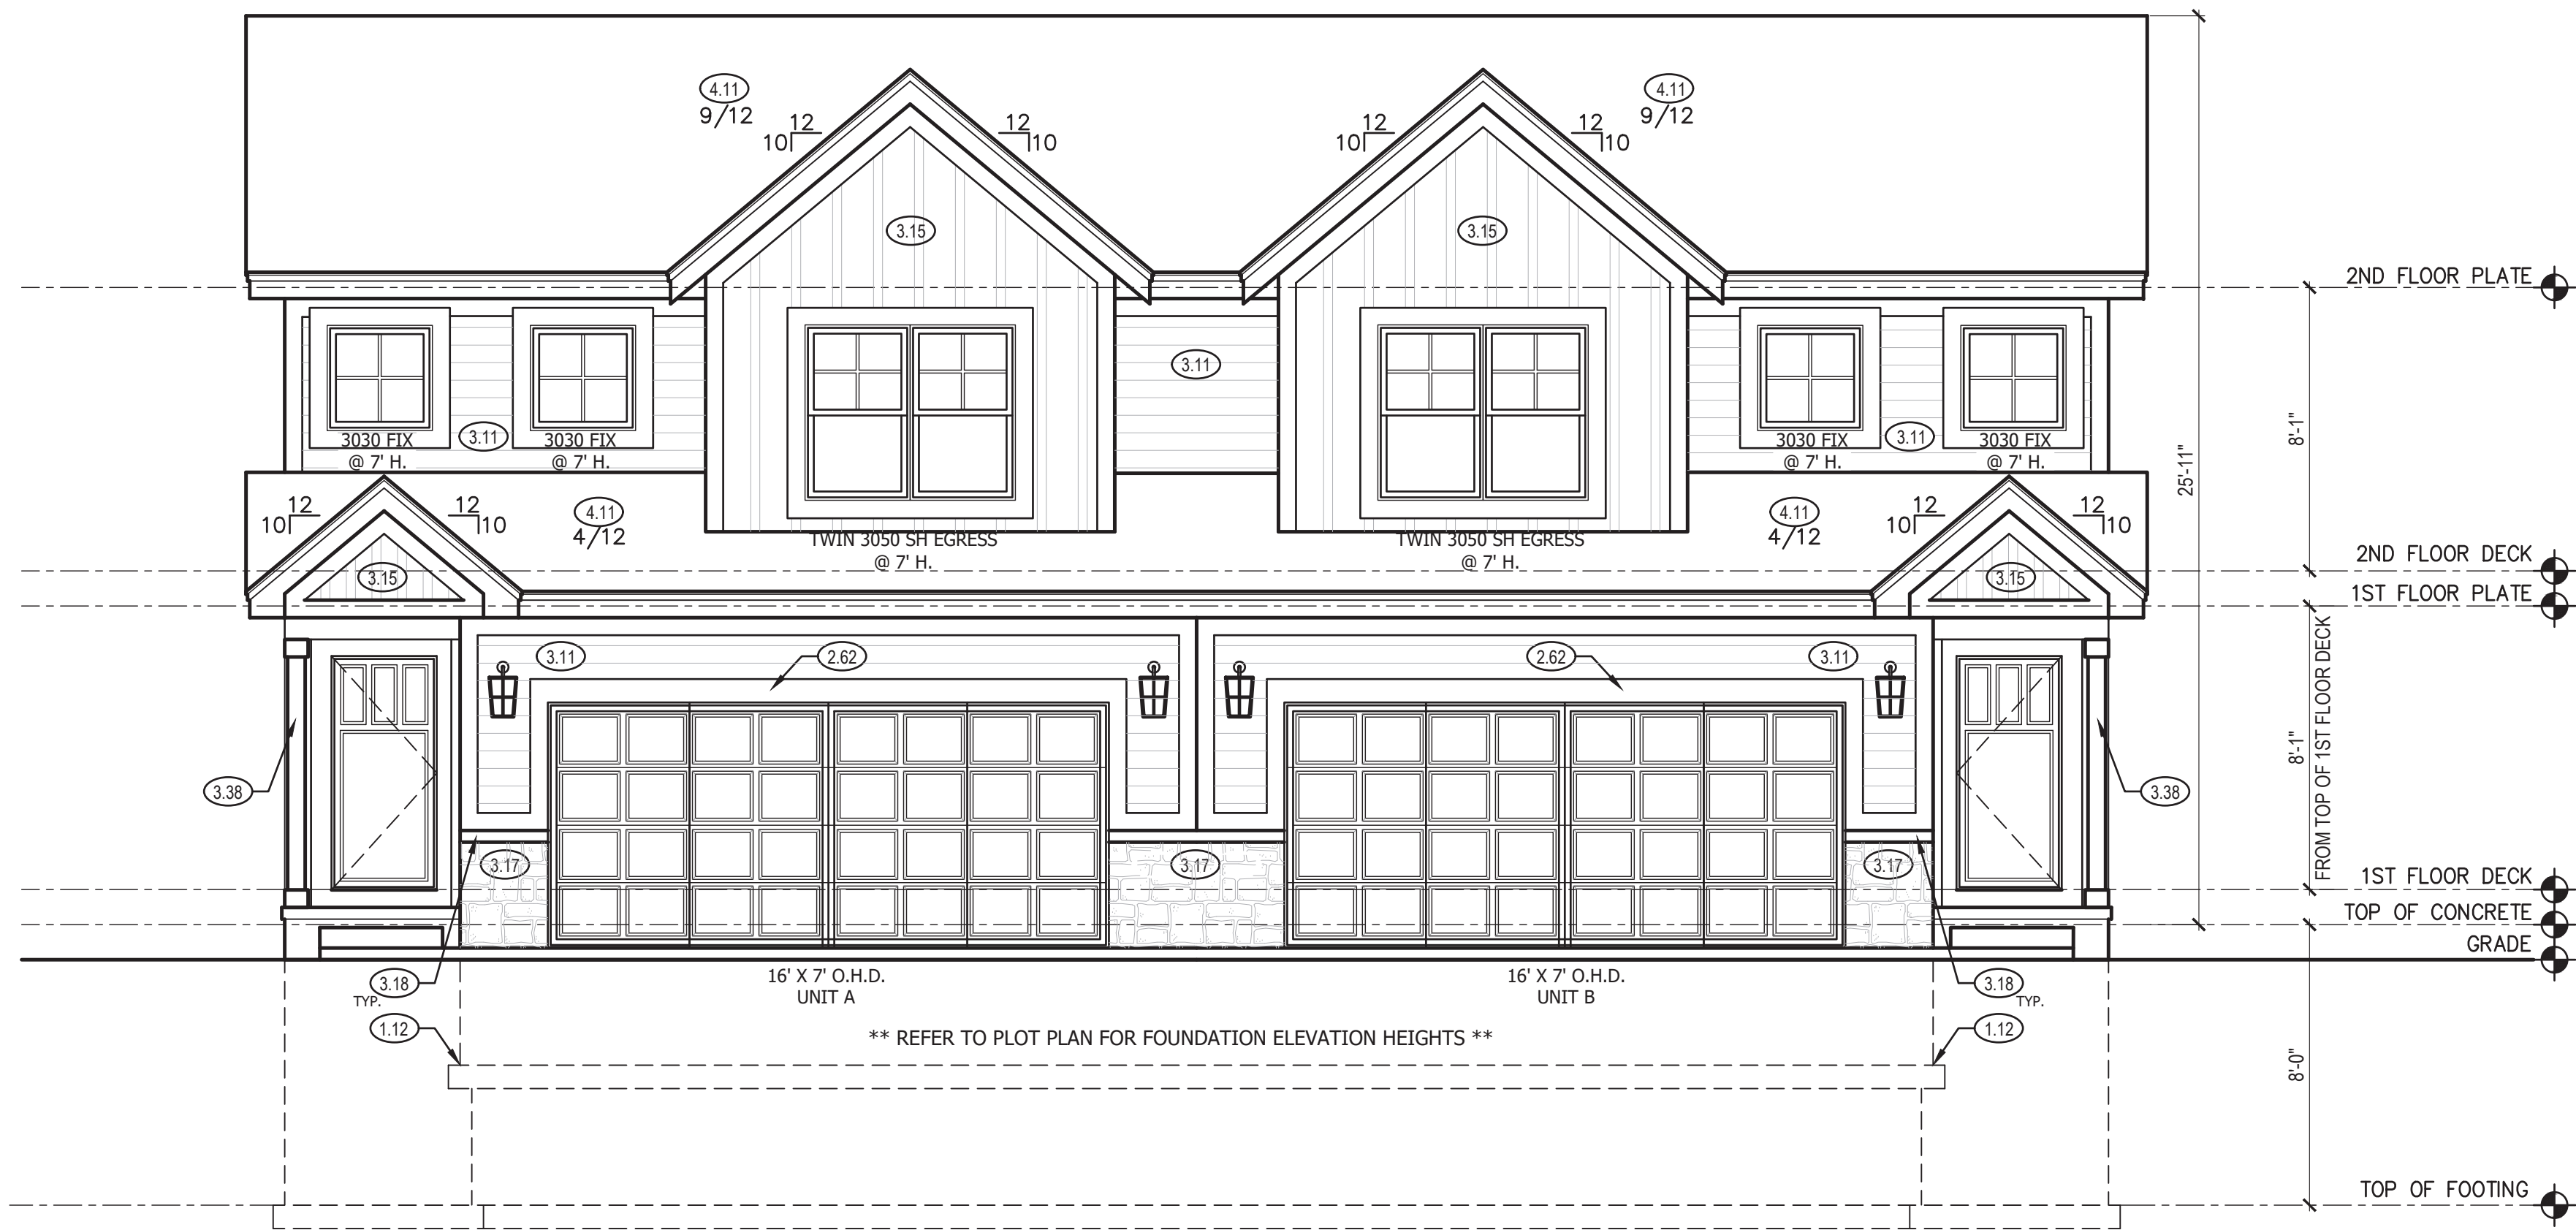 4.11
9/12
4.11
9/12
12
10
12
10
12
10
12
10
3.15
3.15
2ND FLOOR PLATE
3.11
3030 FIX
@ 7' H.
3.11
3030 FIX
@ 7' H.
3030 FIX
@ 7' H.
3.11
3030 FIX
@ 7' H.
8'-1"
25'-11"
12
10
12
10
4.11
4/12
TWIN 3050 SH EGRESS
@ 7' H.
TWIN 3050 SH EGRESS
@ 7' H.
4.11
4/12
12
10
12
10
2ND FLOOR DECK
3.15
3.15
1ST FLOOR PLATE
3.11
2.62
2.62
3.11
3.38
3.38
8'-1"
FROM TOP OF 1ST FLOOR DECK
3.17
3.17
3.17
1ST FLOOR DECK
TOP OF CONCRETE
GRADE
3.18
TYP.
16' X 7' O.H.D.
UNIT A
16' X 7' O.H.D.
UNIT B
3.18
TYP.
1.12
** REFER TO PLOT PLAN FOR FOUNDATION ELEVATION HEIGHTS **
1.12
8'-0"
TOP OF FOOTING